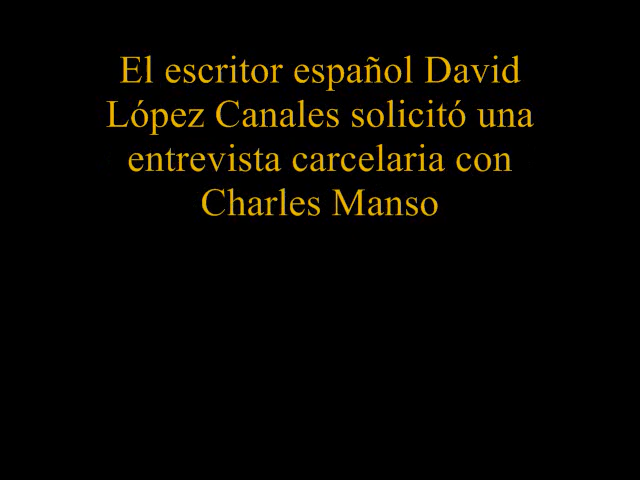 El escritor español David
López Canales solicitó una
entrevista carcelaria con
Charles Manso